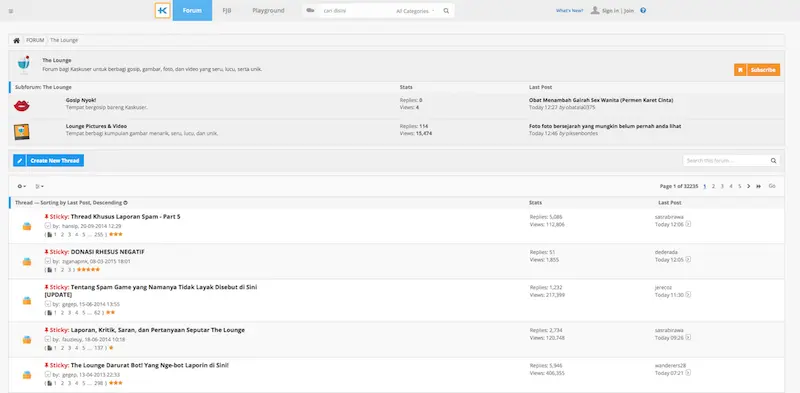 Forum FJB Playground can disini All Categories What's New? Sign in | Join
FORUM The Lounge
The Lounge
Forum bagi Kaskuser untuk berbagi gosip, gambar, foto, dan video yang seru, lucu, serta unik.
Subscribe
Subforum: The Lounge Stats Last Post
Gosip Nyok! Replies: 0 Obat Menambah Gairah Sex Wanita (Permen Karet Cinta)
Tempat bergosip bareng Kaskuser. Views: 4 Today 12:27 by obatala0375
Lounge Pictures & Video Replies: 114 Foto foto bersejarah yang mungkin belum pernah anda lihat
Tempat berbagi kumpulan gambar menarik, seru, lucu, dan unik. Views: 15,474 Today 12:46 by piksenbordes
Create New Thread Search this forum...
Page 1 of 32235 1 2 3 4 5 Go
Thread — Sorting by Last Post, Descending Stats Last Post
Sticky: Thread Khusus Laporan Spam - Part 5 Replies: 5,086 sasrabirawa
by: hansip, 20-09-2014 12:29 Views: 112,806 Today 12:06
( 1 2 3 4 5 ... 255 )
Sticky: DONASI RHESUS NEGATIF Replies: 51 dederada
by: nganapink, 08-03-2015 18:01 Views: 1,855 Today 12:05
( 1 2 3 )
Sticky: Tentang Spam Game yang Namanya Tidak Layak Disebut di Sini Replies: 1,232 jerecoz
[UPDATE] Views: 217,399 Today 11:30
by: gegep, 15-06-2014 13:55
( 1 2 3 4 5 ... 62 )
Sticky: Laporan, Kritik, Saran, dan Pertanyaan Seputar The Lounge Replies: 2,734 sasrabirawa
by: faudeuy, 18-06-2014 10:18 Views: 120,748 Today 09:26
( 1 2 3 4 5 ... 137 )
Sticky: The Lounge Darurat Bot! Yang Nge-bot Laporin di Sini! Replies: 5,946 wanderers28
by: gegep, 13-04-2013 22:33 Views: 406,355 Today 07:21
( 1 2 3 4 5 ... 298 )